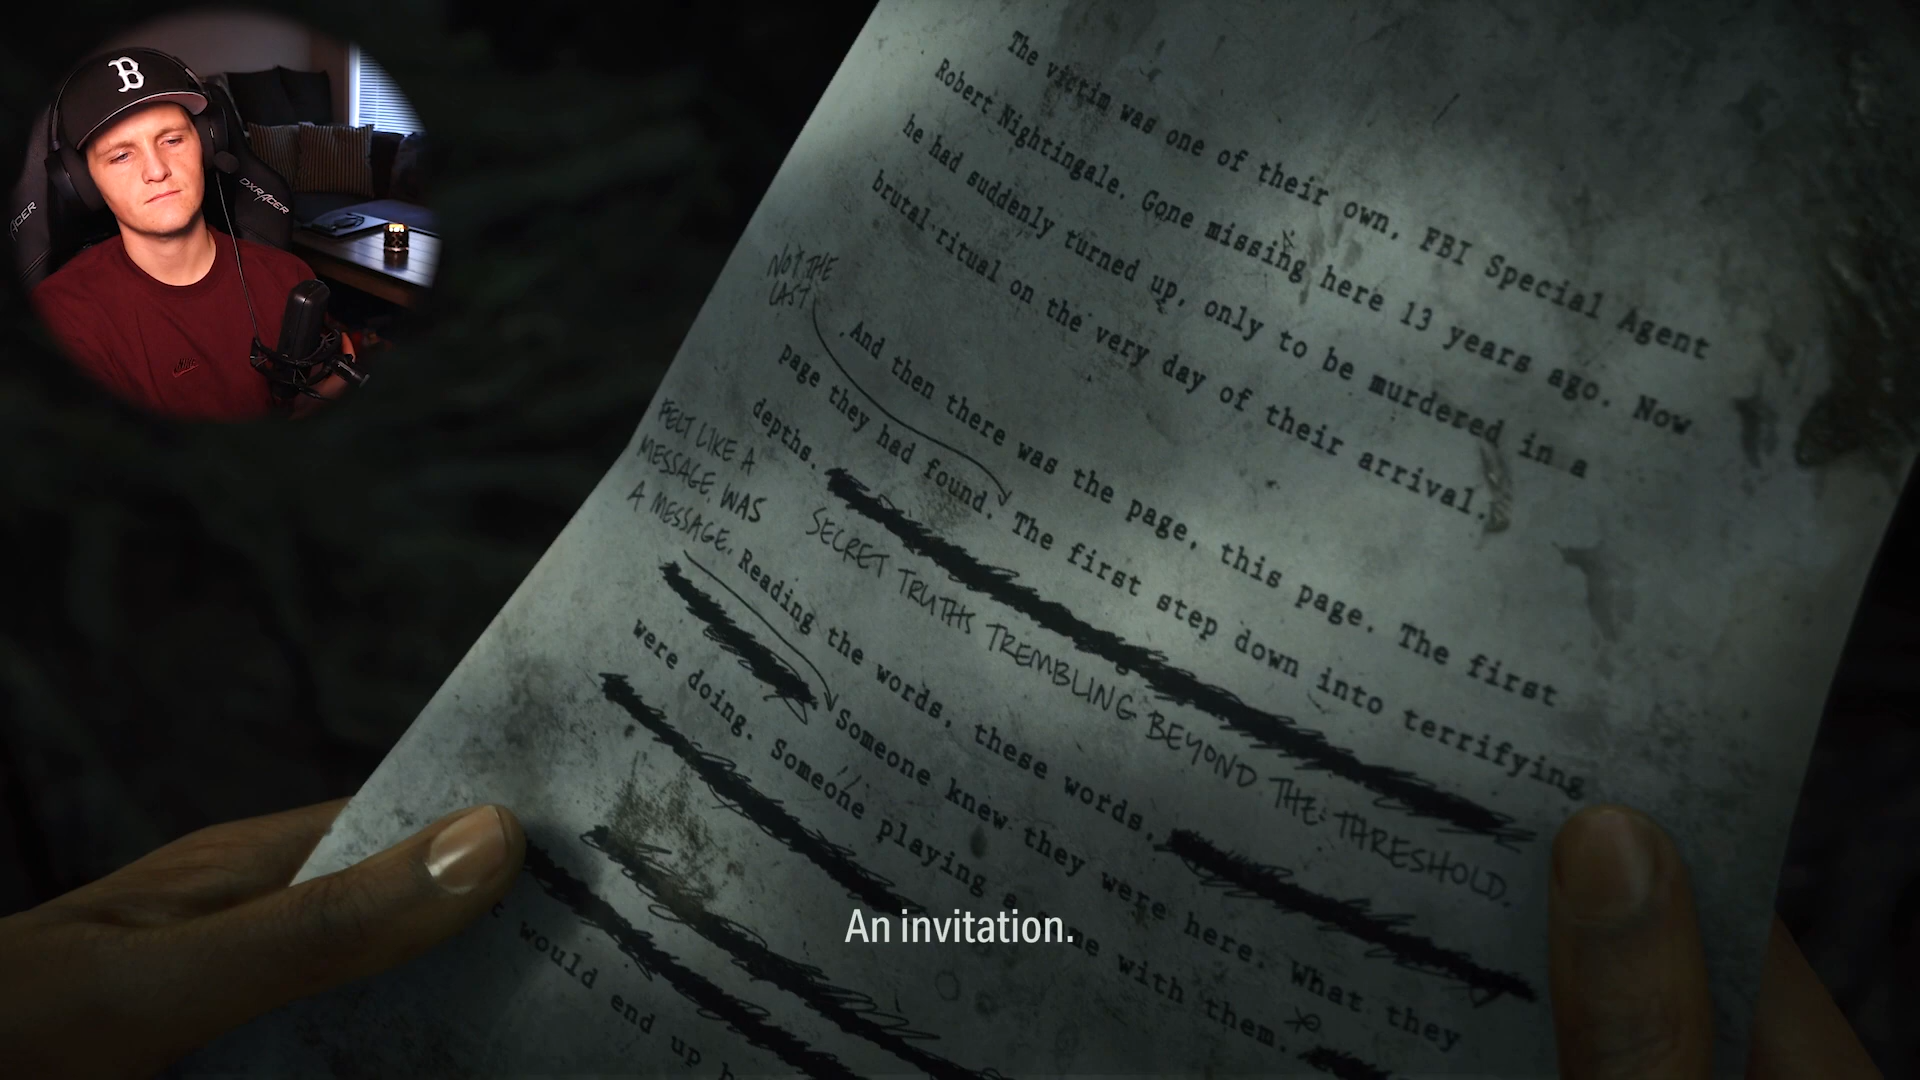 B
DXRACER
ACER
The victim was one of their own, FBI Special Agent
Robert Nightingale. Gone missing here 13 years ago. Now
he had suddenly turned up, only to be murdered in a
brutal ritual on the very day of their arrival.
NOT THE
LAST
And then there was the page, this page. The first
page they had found. The first step down into terrifying
depths.
SECRET TRUTHS TREMBLING BEYOND THE THRESHOLD.
FELT LIKE A
MESSAGE, WAS
A MESSAGE.
Reading the words, these words.
Someone knew they were here. What they
were doing. Someone playing a game with them.
would end up
An invitation.